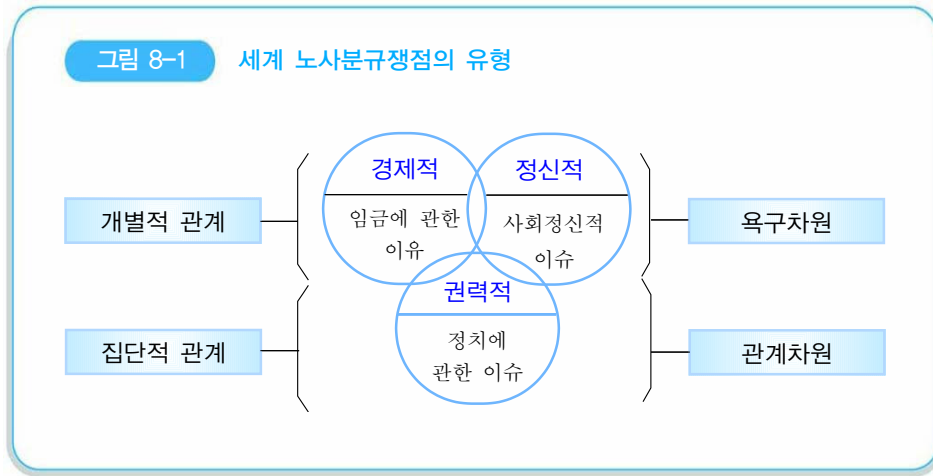 그림 8-1 세계 노사분규쟁점의 유형
경제적
정신적
개별적 관계
임금에 관한
이유
사회정신적
이슈
욕구차원
권력적
집단적 관계
정치에
관한 이슈
관계차원